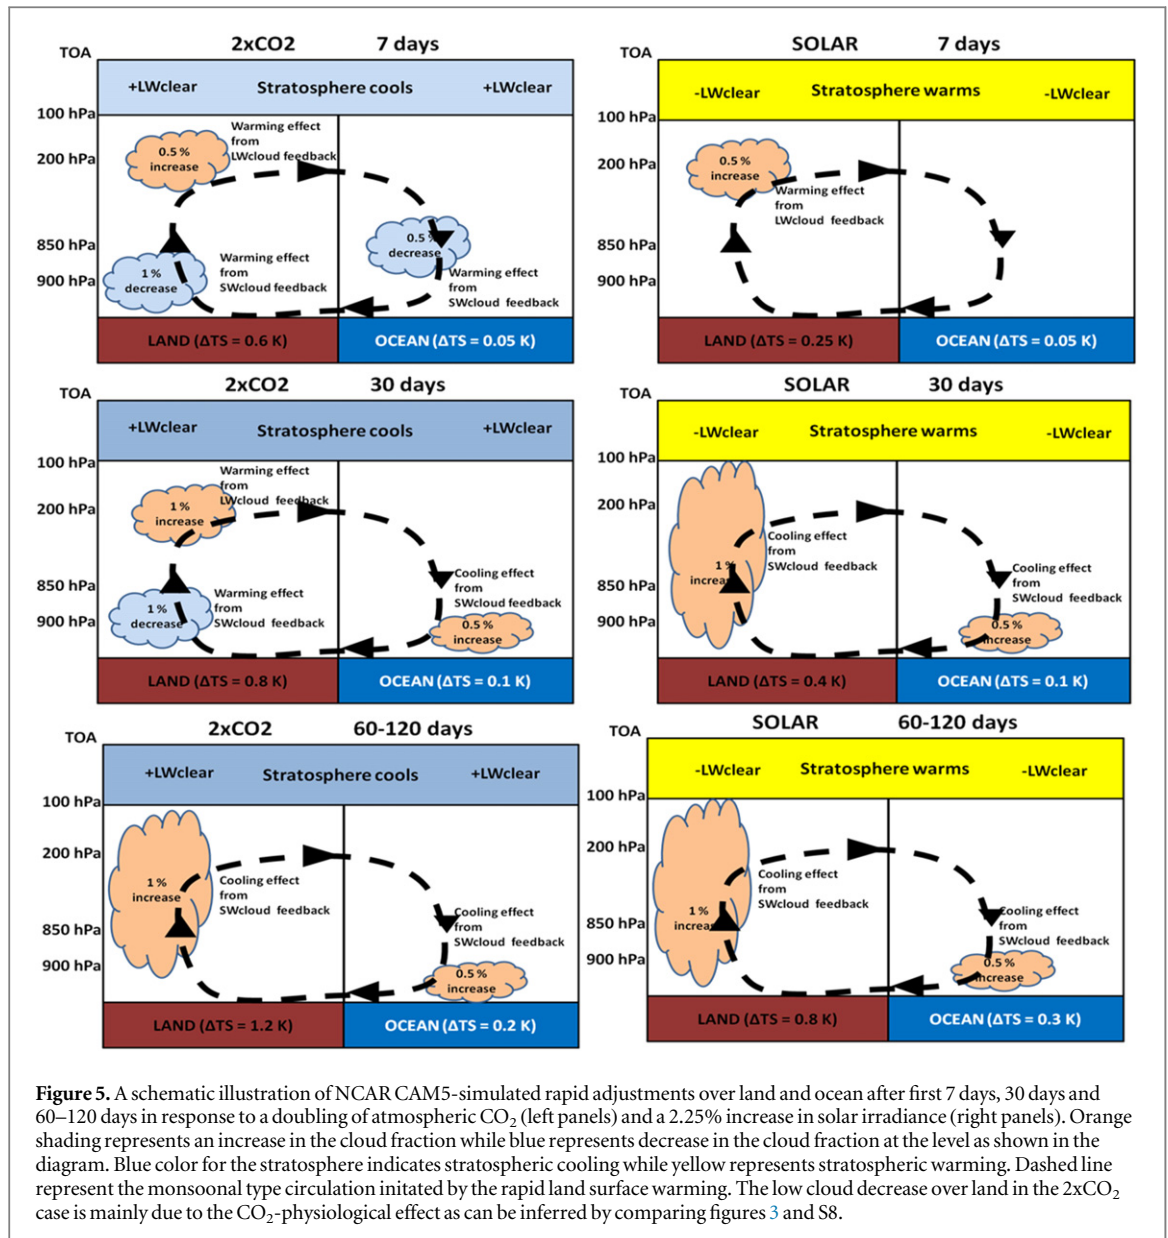 2xCO2 7 days
TOA
+LWclear Stratosphere cools +LWclear
100 hPa
Warming effect
from
LWcloud feedback
0.5 %
increase
200 hPa
850 hPa
0.5 %
decrease
Warming effect
from
SWcloud feedback
1 %
decrease
900 hPa
Warming effect
from
SWcloud feedback
LAND (ΔTS = 0.6 K) OCEAN (ΔTS = 0.05 K)
SOLAR 7 days
TOA
-LWclear Stratosphere warms -LWclear
100 hPa
200 hPa
0.5 %
increase
Warming effect
from
LWcloud feedback
850 hPa
900 hPa
LAND (ΔTS = 0.25 K) OCEAN (ΔTS = 0.05 K)
2xCO2 30 days
TOA
+LWclear Stratosphere cools +LWclear
100 hPa
Warming effect
from
LWcloud feedback
200 hPa
1 %
increase
850 hPa
Cooling effect
from
SWcloud feedback
1 %
decrease
Warming effect
from
SWcloud feedback
900 hPa
0.5 %
increase
LAND (ΔTS = 0.8 K) OCEAN (ΔTS = 0.1 K)
SOLAR 30 days
TOA
-LWclear Stratosphere warms -LWclear
100 hPa
200 hPa
Cooling effect
from
SWcloud feedback
1 %
increase
850 hPa
Cooling effect
from
SWcloud feedback
900 hPa
0.5 %
increase
LAND (ΔTS = 0.4 K) OCEAN (ΔTS = 0.1 K)
2xCO2 60-120 days
TOA
+LWclear Stratosphere cools +LWclear
100 hPa
200 hPa
1 %
increase
Cooling effect
from
SWcloud feedback
850 hPa
Cooling effect
from
SWcloud feedback
900 hPa
0.5 %
increase
LAND (ΔTS = 1.2 K) OCEAN (ΔTS = 0.2 K)
SOLAR 60-120 days
TOA
-LWclear Stratosphere warms -LWclear
100 hPa
200 hPa
Cooling effect
from
SWcloud feedback
1 %
increase
850 hPa
Cooling effect
from
SWcloud feedback
900 hPa
0.5 %
increase
LAND (ΔTS = 0.8 K) OCEAN (ΔTS = 0.3 K)
Figure 5. A schematic illustration of NCAR CAM5-simulated rapid adjustments over land and ocean after first 7 days, 30 days and
60–120 days in response to a doubling of atmospheric CO₂ (left panels) and a 2.25% increase in solar irradiance (right panels). Orange
shading represents an increase in the cloud fraction while blue represents decrease in the cloud fraction at the level as shown in the
diagram. Blue color for the stratosphere indicates stratospheric cooling while yellow represents stratospheric warming. Dashed line
represent the monsoonal type circulation initated by the rapid land surface warming. The low cloud decrease over land in the 2xCO₂
case is mainly due to the CO₂-physiological effect as can be inferred by comparing figures 3 and S8.